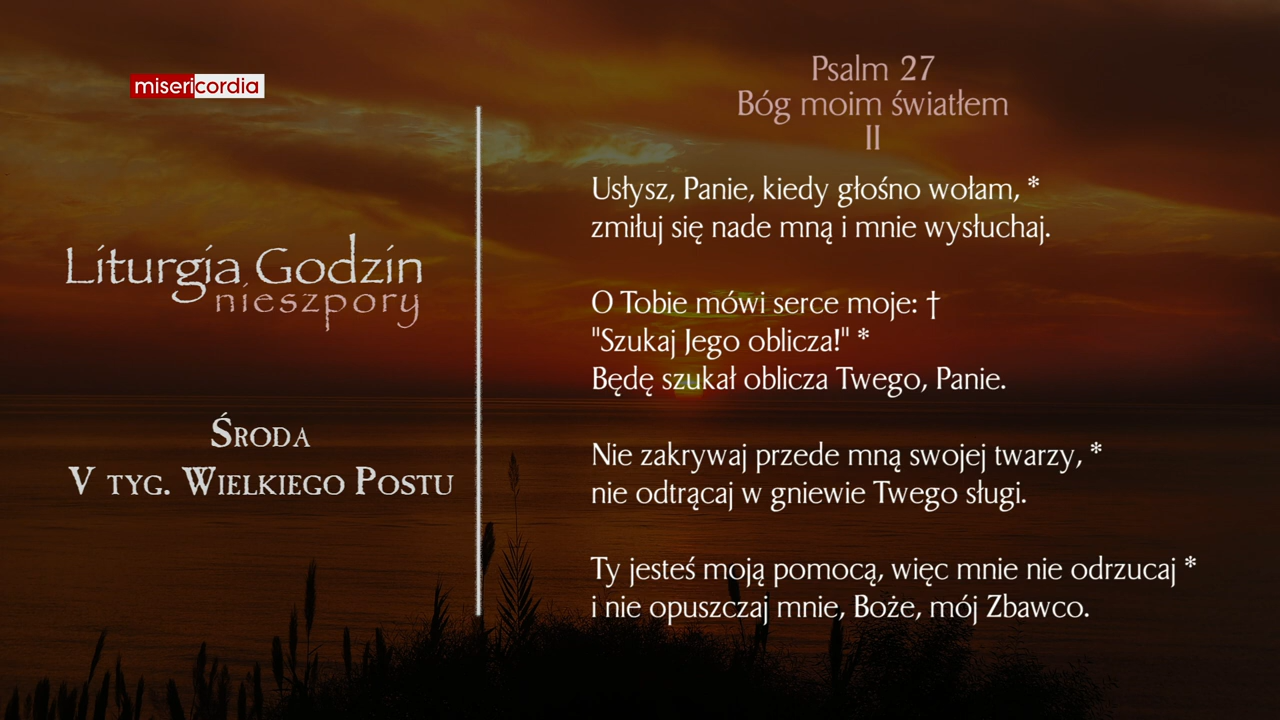 misericordia
Liturgia Godzin
nieszpory
Środa
V tyg. Wielkiego Postu
Psalm 27
Bóg moim światłem
II
Usłysz, Panie, kiedy głośno wołam, *
zmiłuj się nade mną i mnie wysłuchaj.
O Tobie mówi serce moje: †
"Szukaj Jego oblicza!" *
Będę szukał oblicza Twego, Panie.
Nie zakrywaj przede mną swojej twarzy, *
nie odtrącaj w gniewie Twego sługi.
Ty jesteś moją pomocą, więc mnie nie odrzucaj *
i nie opuszczaj mnie, Boże, mój Zbawco.